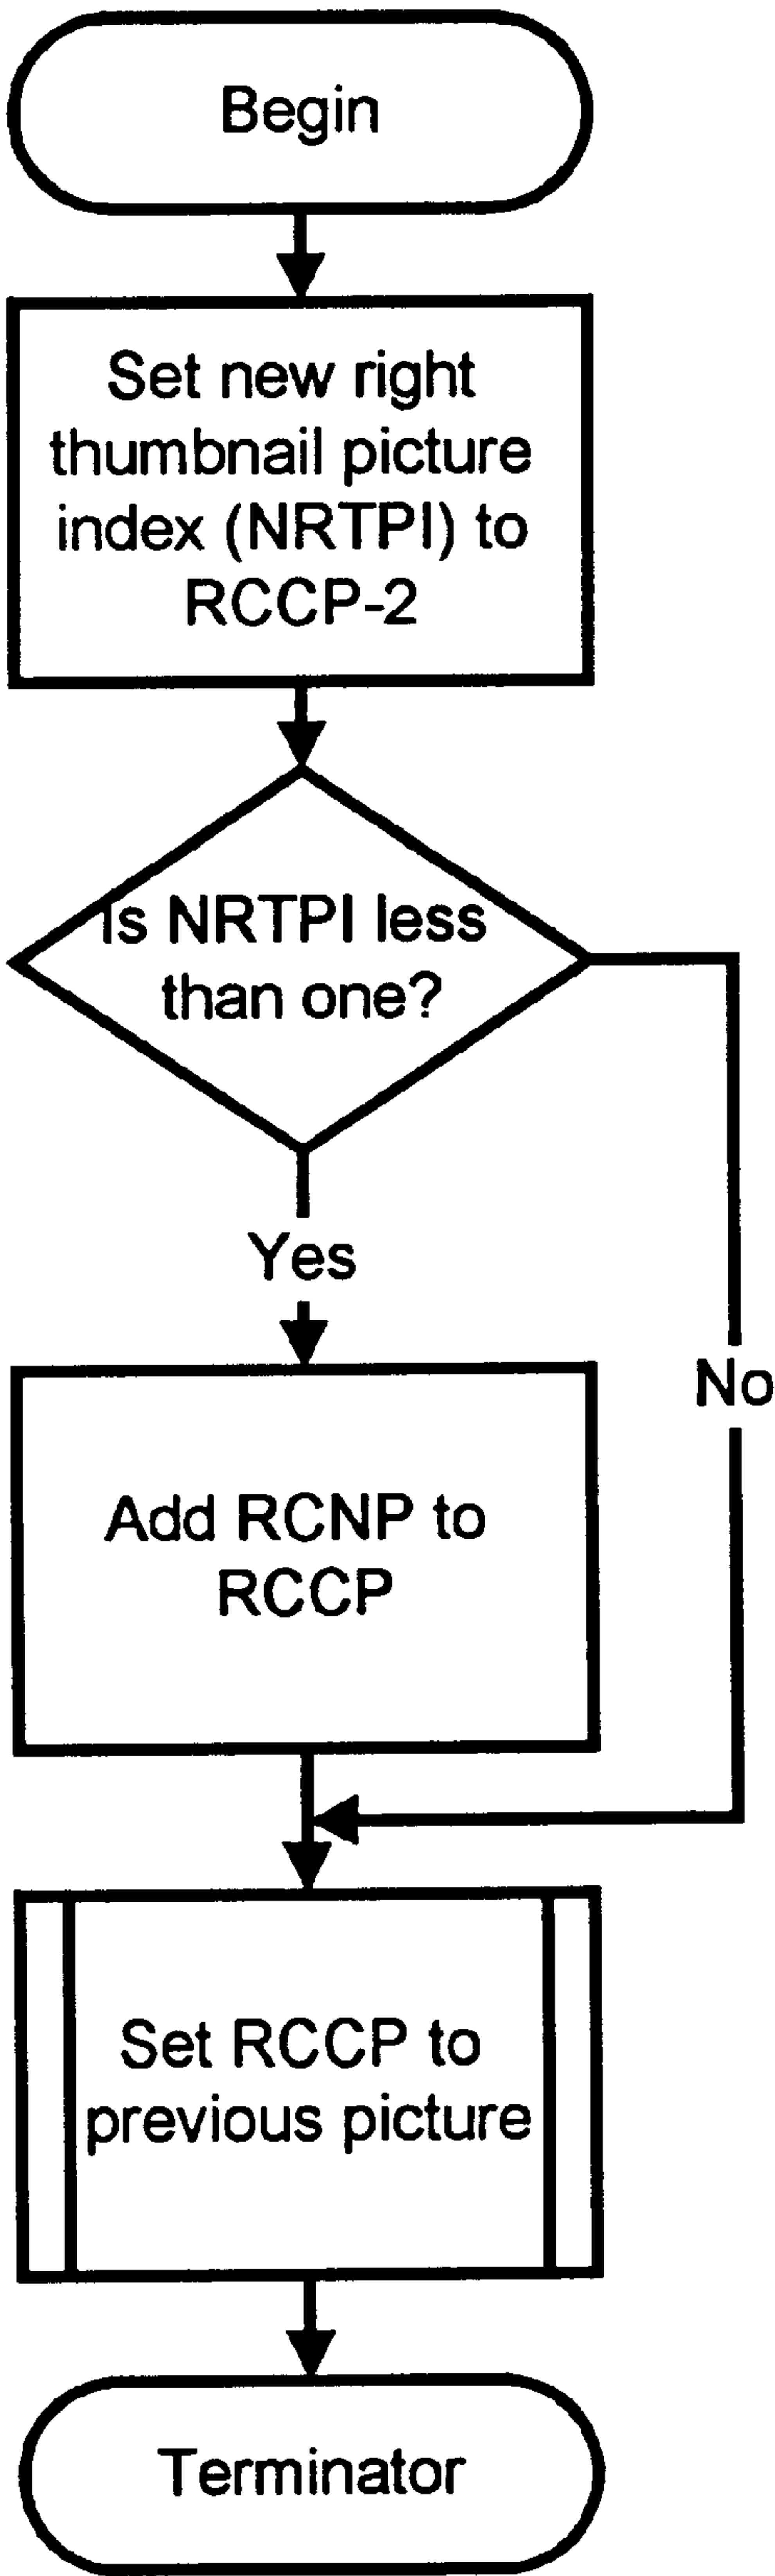 Begin
Set new right
thumbnail picture
index (NRTPI) to
RCCP-2
Is NRTPI less
than one?
Yes
No
Add RCNP to
RCCP
Set RCCP to
previous picture
Terminator